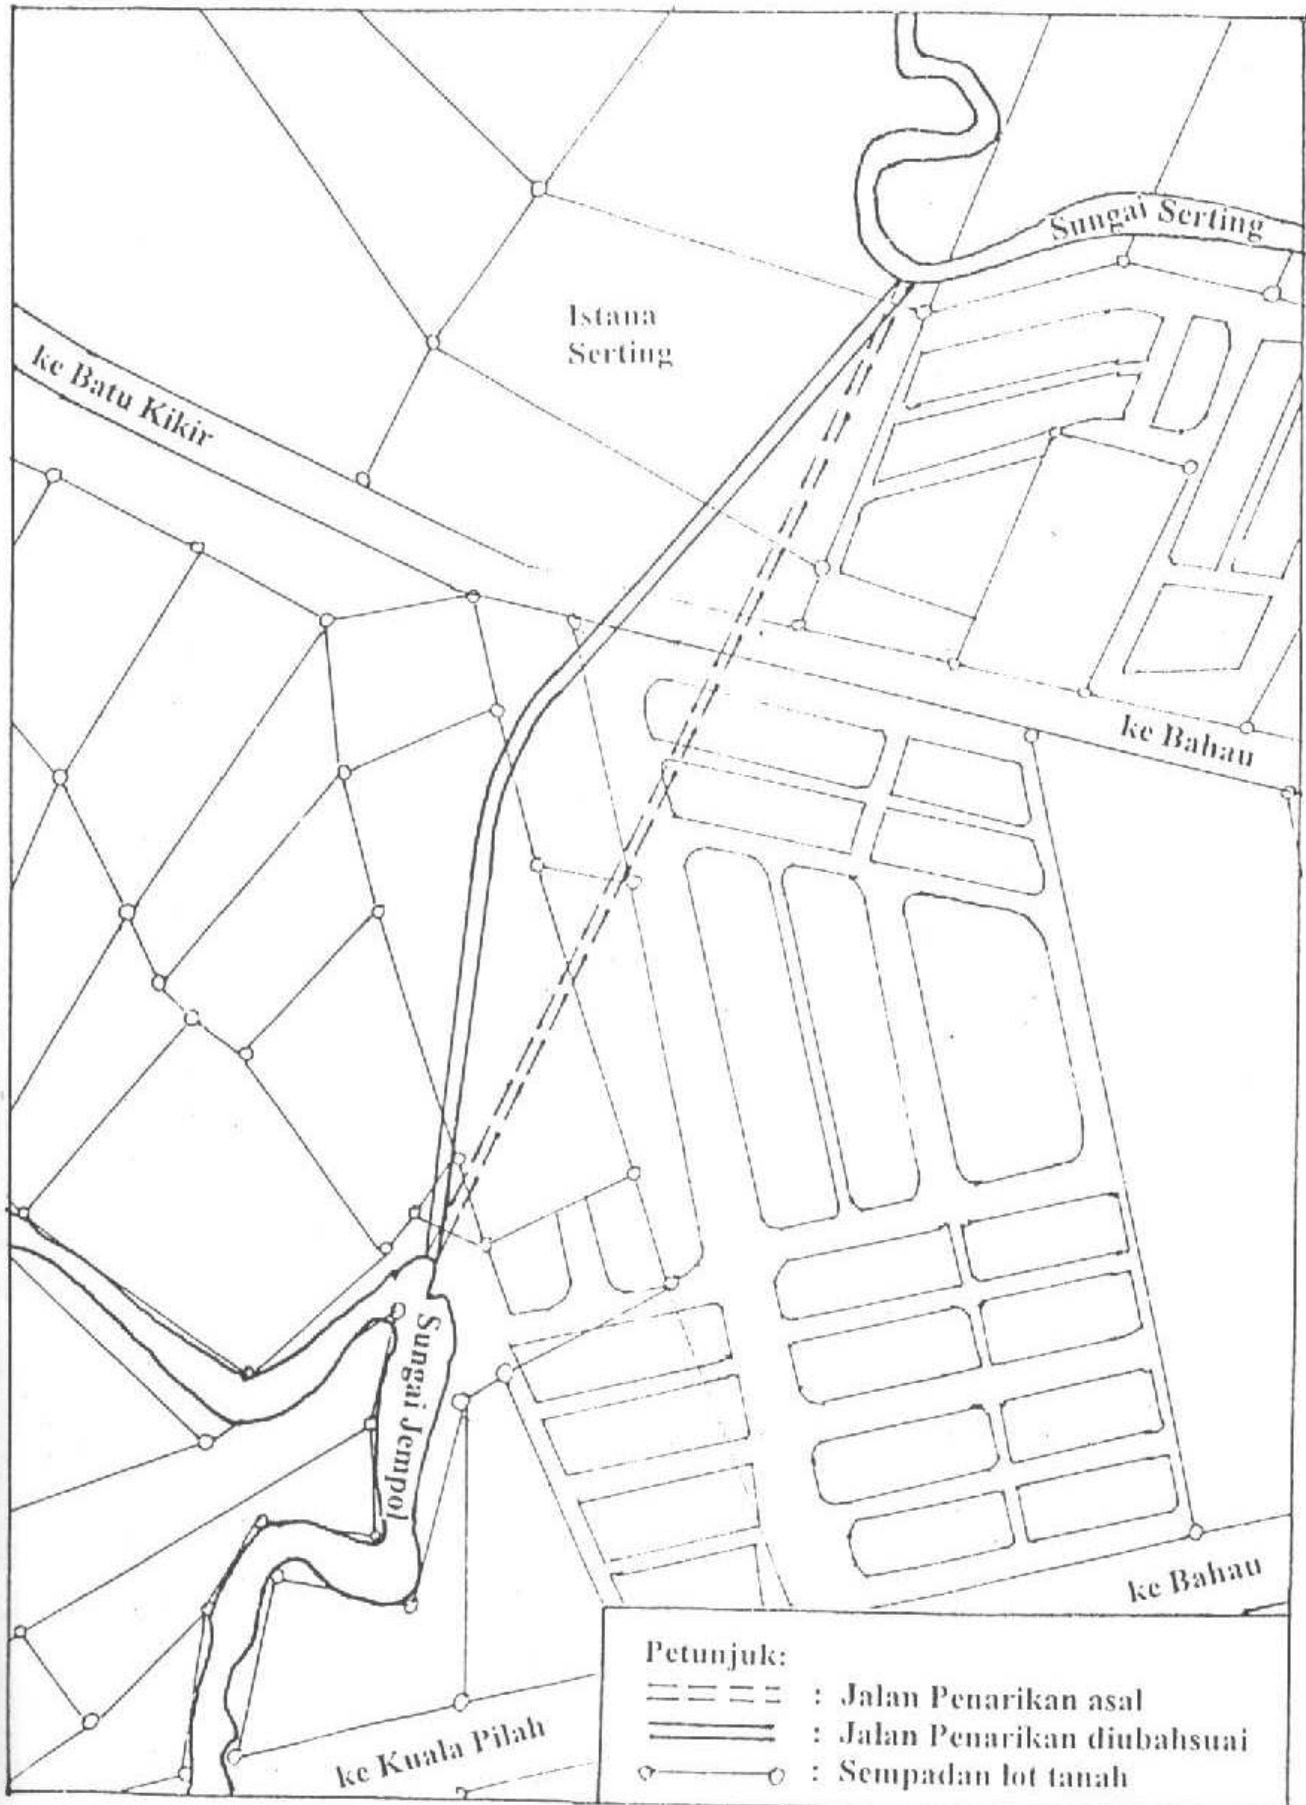 Sungai Serting
Istana
Serting
ke Batu Kikir
ke Bahau
Sungai Jempol
ke Bahau
ke Kuala Pilah
Petunjuk:
: Jalan Penarikan asal
: Jalan Penarikan diubahsuai
: Sempadan lot tanah